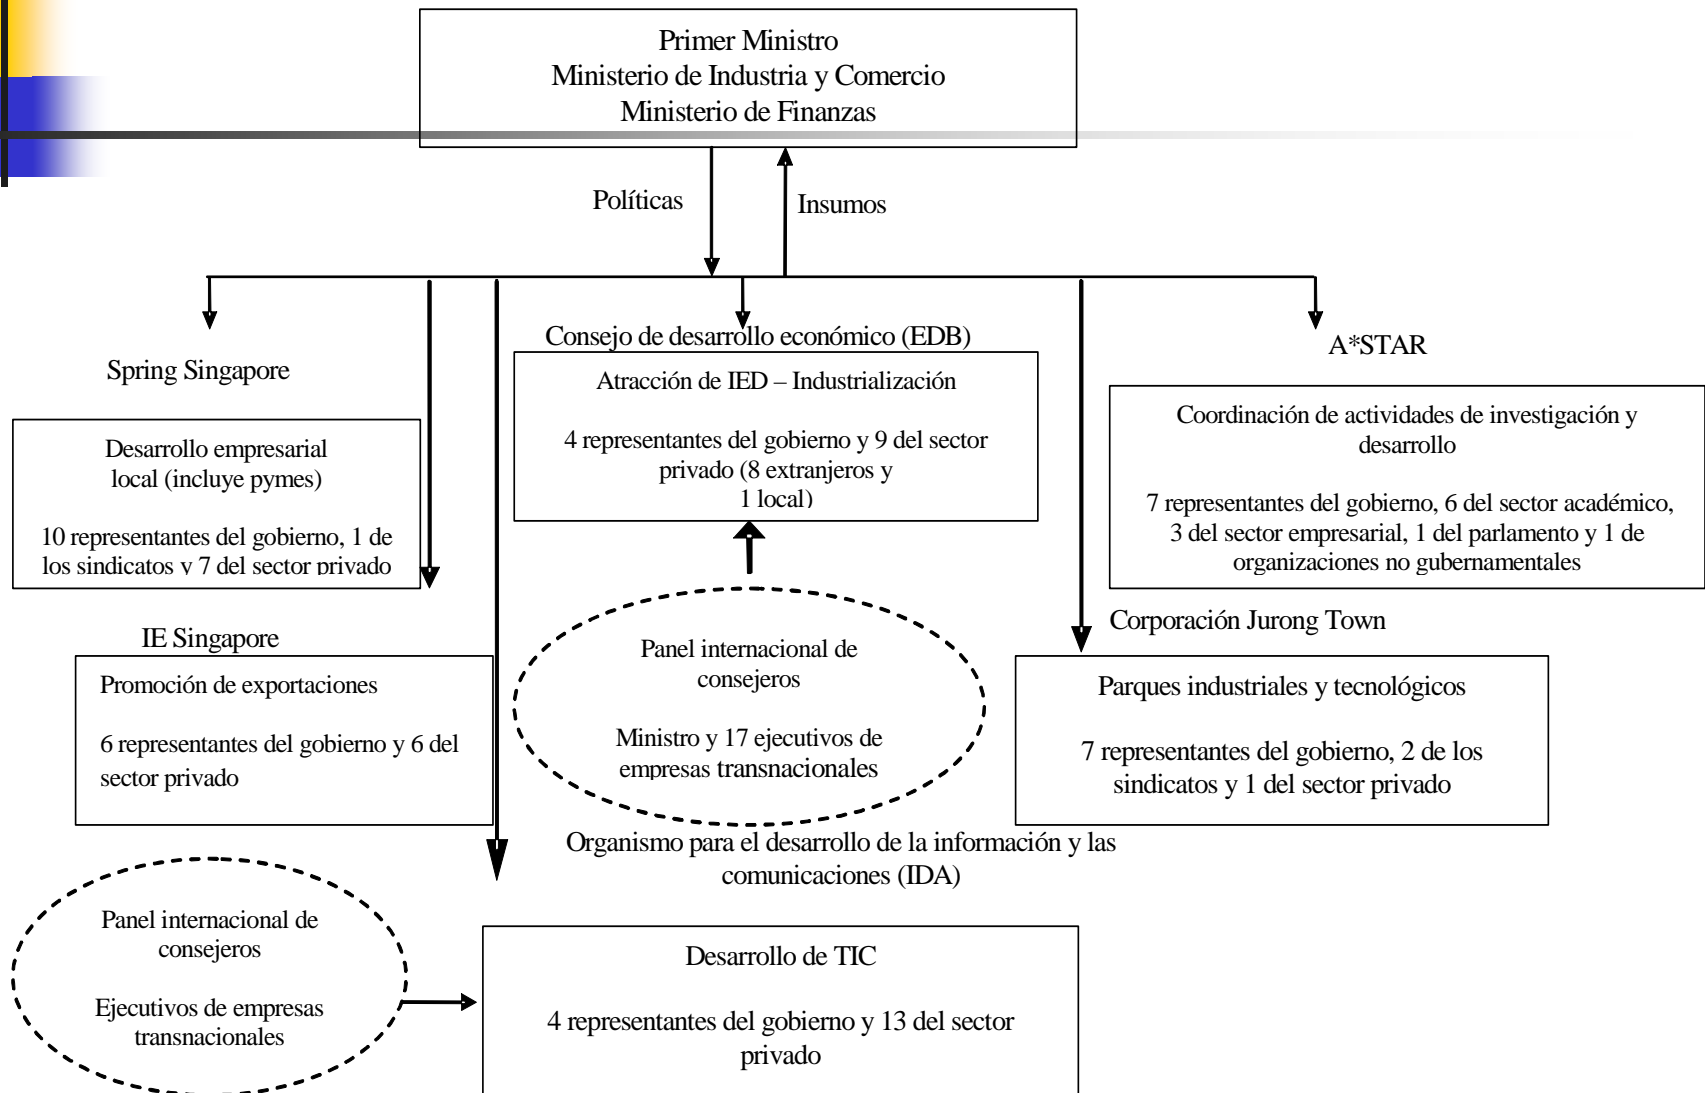 Primer Ministro
Ministerio de Industria y Comercio
Ministerio de Finanzas
Políticas
Insumos
Spring Singapore
Desarrollo empresarial
local (incluye pymes)
10 representantes del gobierno, 1 de
los sindicatos y 7 del sector privado
Consejo de desarrollo económico (EDB)
Atracción de IED – Industrialización
4 representantes del gobierno y 9 del sector
privado (8 extranjeros y
1 local)
A*STAR
Coordinación de actividades de investigación y
desarrollo
7 representantes del gobierno, 6 del sector académico,
3 del sector empresarial, 1 del parlamento y 1 de
organizaciones no gubernamentales
IE Singapore
Promoción de exportaciones
6 representantes del gobierno y 6 del
sector privado
Panel internacional de
consejeros
Ministro y 17 ejecutivos de
empresas transnacionales
Corporación Jurong Town
Parques industriales y tecnológicos
7 representantes del gobierno, 2 de los
sindicatos y 1 del sector privado
Organismo para el desarrollo de la información y las
comunicaciones (IDA)
Panel internacional de
consejeros
Ejecutivos de empresas
transnacionales
Desarrollo de TIC
4 representantes del gobierno y 13 del sector
privado